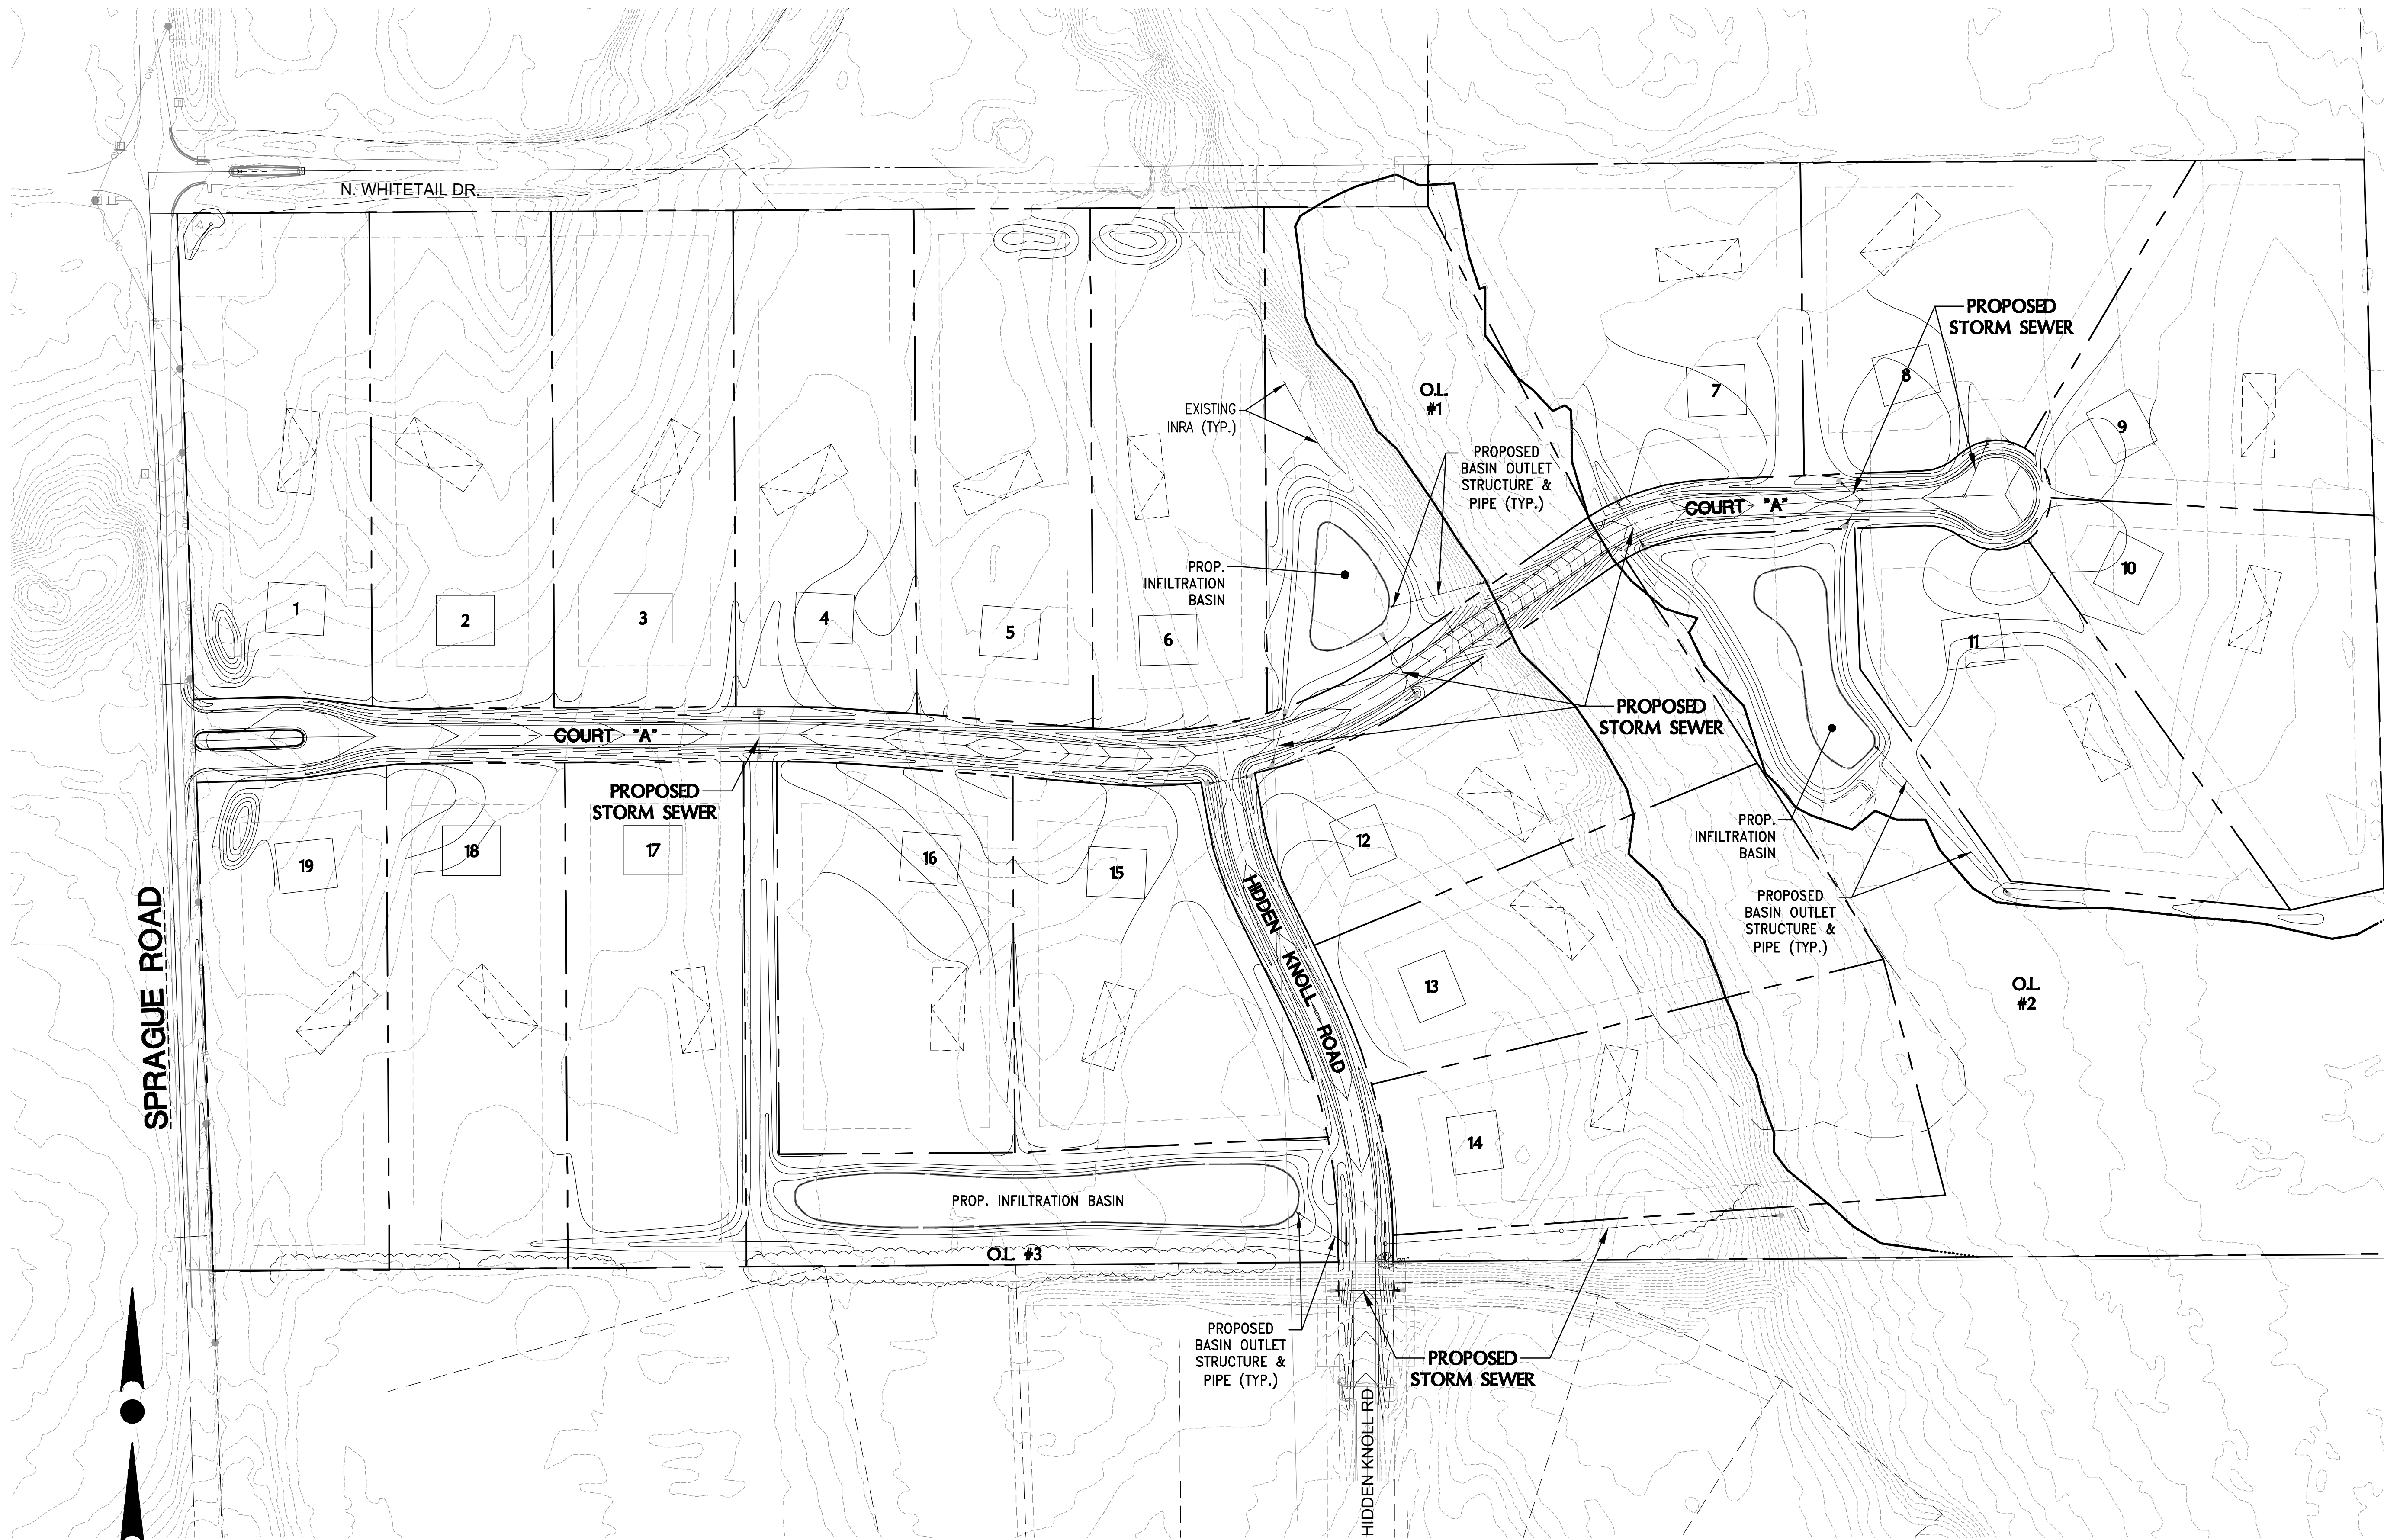 N. WHITETAIL DR.
PROPOSED
STORM SEWER
O.L.
#1
7
8
9
EXISTING
INRA (TYP.)
PROPOSED
BASIN OUTLET
STRUCTURE &
PIPE (TYP.)
COURT "A"
PROP.
INFILTRATION
BASIN
10
1
2
3
4
5
6
11
COURT "A"
PROPOSED
STORM SEWER
PROPOSED
STORM SEWER
PROP.
INFILTRATION
BASIN
12
19
18
17
16
15
HIDDEN KNOLL ROAD
PROPOSED
BASIN OUTLET
STRUCTURE &
PIPE (TYP.)
SPRAGUE ROAD
13
O.L.
#2
14
PROP. INFILTRATION BASIN
O.L. #3
PROPOSED
BASIN OUTLET
STRUCTURE &
PIPE (TYP.)
PROPOSED
STORM SEWER
HIDDEN KNOLL RD